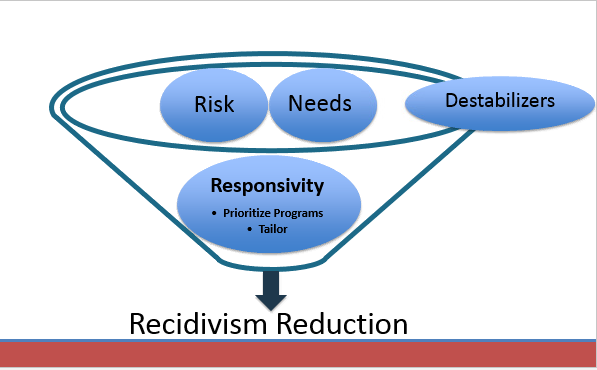 Risk
Needs
Destabilizers
Responsivity
• Prioritize Programs
• Tailor
Recidivism Reduction